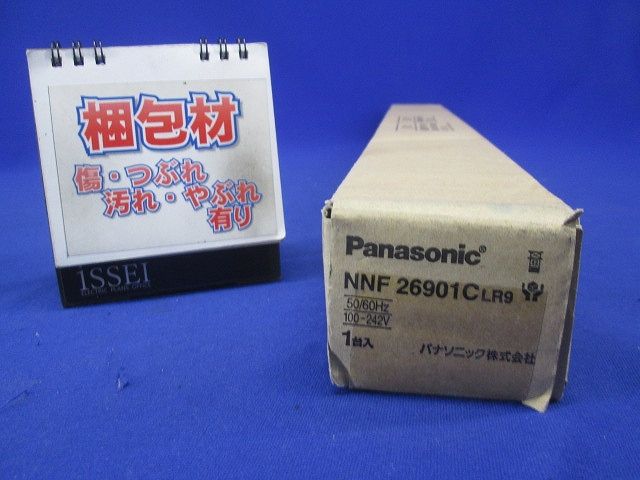 梱包材
傷・つぶれ
汚れ・やぶれ
有り
iSSEI
Panasonic®
NNF 26901C LR9
50/60Hz
100-242V
1台入
パナソニック株式会社